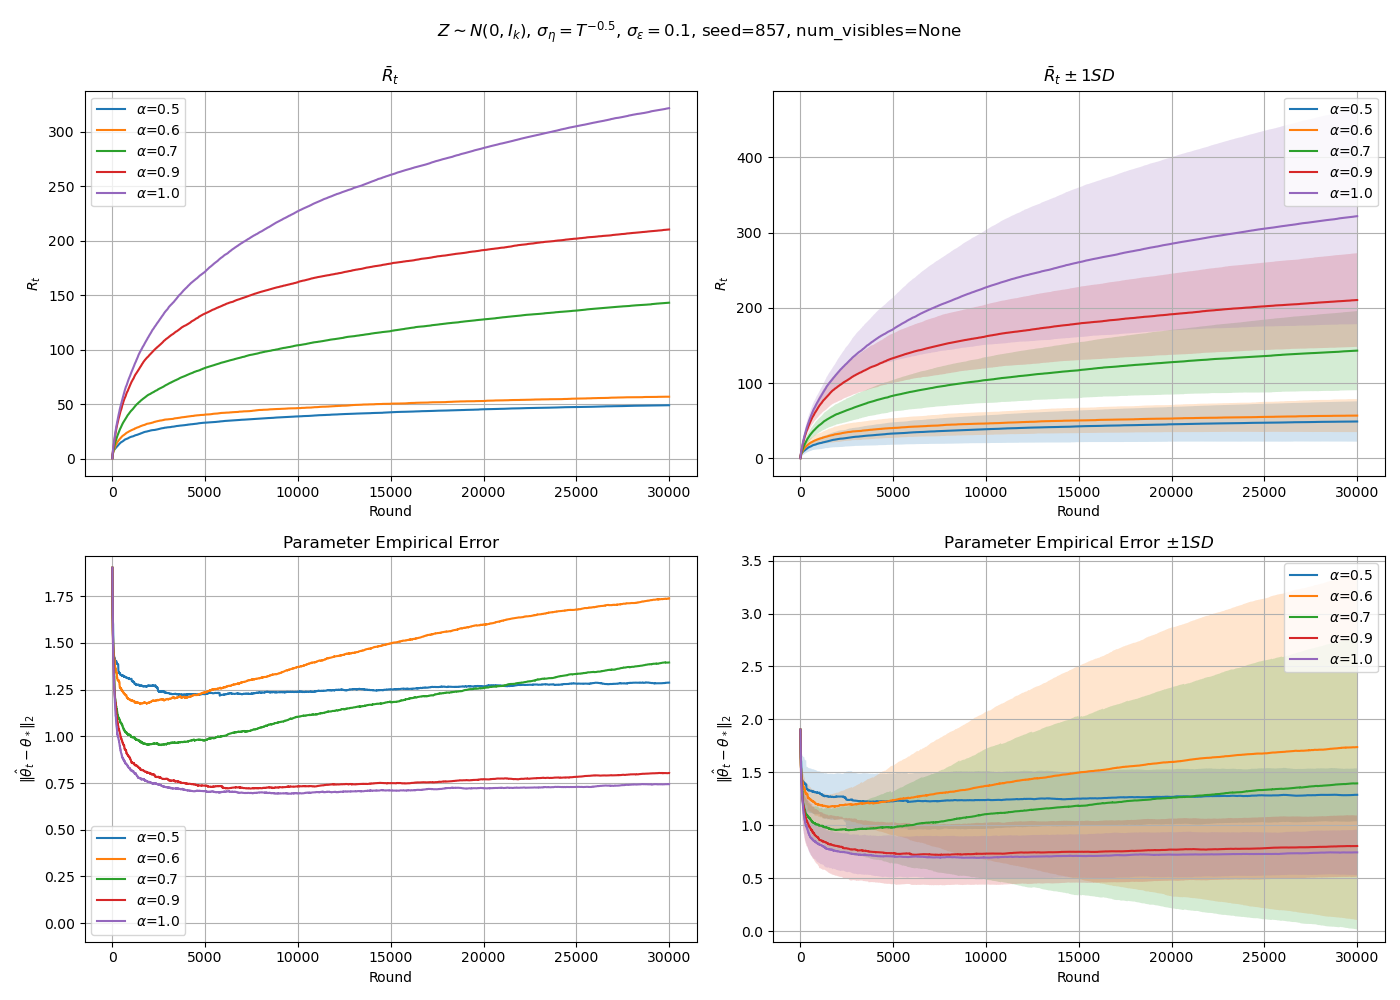 Z ∼ N(0, I_k), σ_η = T^{−0.5}, σ_ε = 0.1, seed=857, num_visibles=None
R̄_t
R_t
300
250
200
150
100
50
0
α=0.5
α=0.6
α=0.7
α=0.9
α=1.0
0 5000 10000 15000 20000 25000 30000
Round
R̄_t ± 1SD
R_t
400
300
200
100
0
α=0.5
α=0.6
α=0.7
α=0.9
α=1.0
0 5000 10000 15000 20000 25000 30000
Round
Parameter Empirical Error
‖θ̂_t − θ_*‖_2
1.75
1.50
1.25
1.00
0.75
0.50
0.25
0.00
α=0.5
α=0.6
α=0.7
α=0.9
α=1.0
0 5000 10000 15000 20000 25000 30000
Round
Parameter Empirical Error ±1SD
‖θ̂_t − θ_*‖_2
3.5
3.0
2.5
2.0
1.5
1.0
0.5
0.0
α=0.5
α=0.6
α=0.7
α=0.9
α=1.0
0 5000 10000 15000 20000 25000 30000
Round